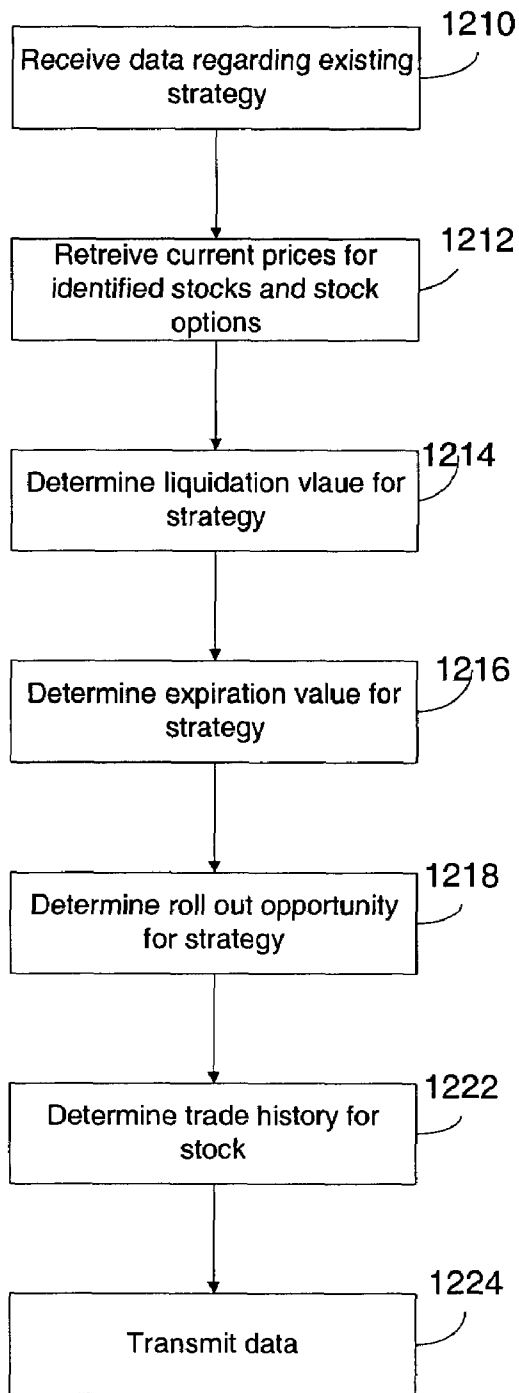 1210
Receive data regarding existing
strategy
1212
Retreive current prices for
identified stocks and stock
options
1214
Determine liquidation vlaue for
strategy
1216
Determine expiration value for
strategy
1218
Determine roll out opportunity
for strategy
1222
Determine trade history for
stock
1224
Transmit data